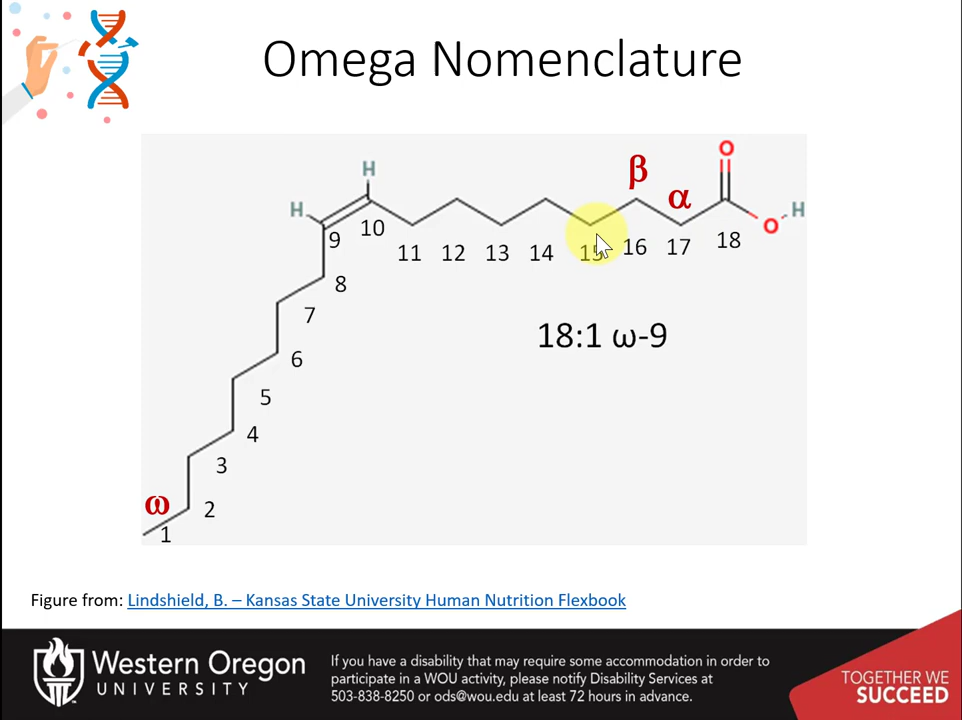 Omega Nomenclature
β
α
O
H
H
H
O
9
10
11
12
13
14
15
16
17
18
8
7
18:1 ω-9
6
5
4
3
ω
2
1
Figure from: Lindshield, B. – Kansas State University Human Nutrition Flexbook
Western Oregon
UNIVERSITY
If you have a disability that may require some accommodation in order to
participate in a WOU activity, please notify Disability Services at
503-838-8250 or ods@wou.edu at least 72 hours in advance.
TOGETHER WE
SUCCEED